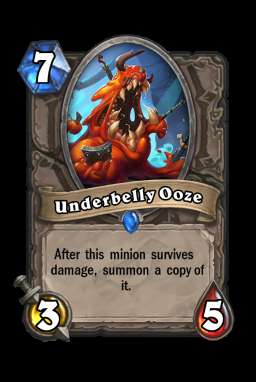 7
Underbelly Ooze
After this minion survives
damage, summon a copy of
it.
3
5